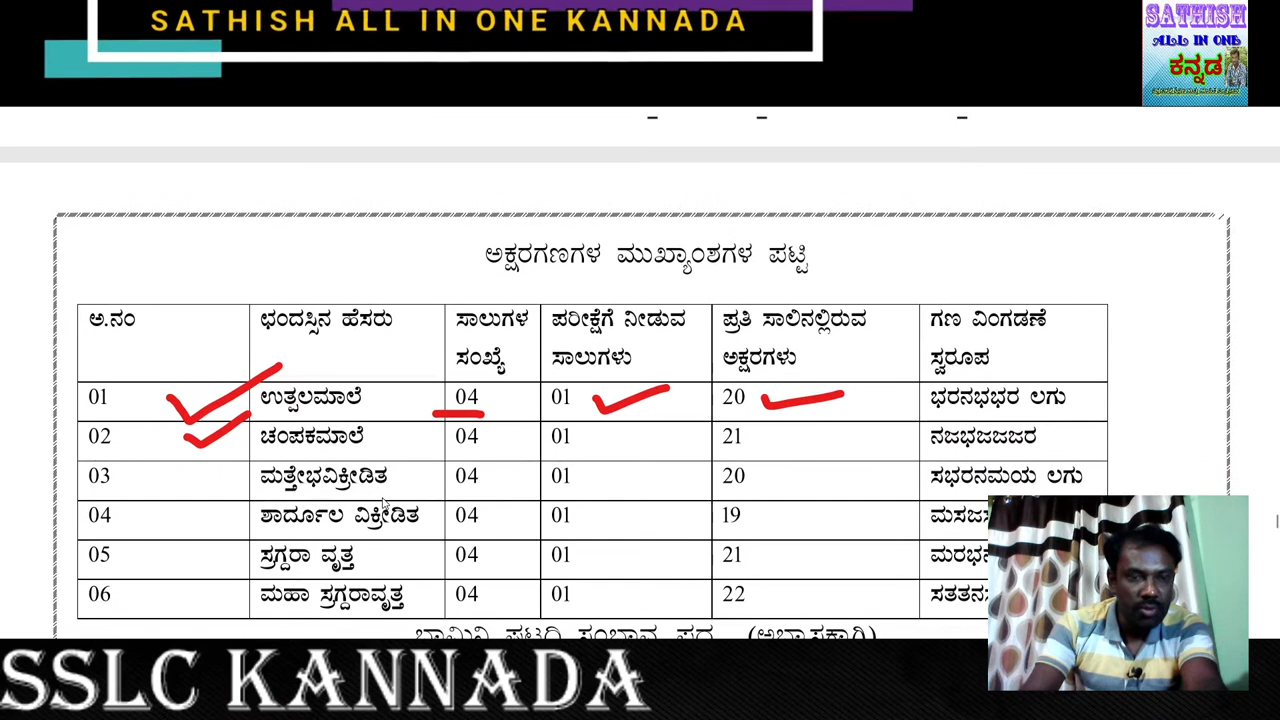 SATHISH ALL IN ONE KANNADA
SATHISH
ALL IN ONE
ಕನ್ನಡ
ಅಕ್ಷರಗಣಗಳ ಮುಖ್ಯಾಂಶಗಳ ಪಟ್ಟಿ
ಅ.ನಂ ಛಂದಸ್ಸಿನ ಹೆಸರು ಸಾಲುಗಳ ಸಂಖ್ಯೆ ಪರೀಕ್ಷೆಗೆ ನೀಡುವ ಸಾಲುಗಳು ಪ್ರತಿ ಸಾಲಿನಲ್ಲಿರುವ ಅಕ್ಷರಗಳು ಗಣ ವಿಂಗಡಣೆ ಸ್ವರೂಪ
01 ಉತ್ಪಲಮಾಲೆ 04 01 20 ಭರನಭಭರ ಲಗು
02 ಚಂಪಕಮಾಲೆ 04 01 21 ನಜಭಜಜಜರ
03 ಮತ್ತೇಭವಿಕ್ರೀಡಿತ 04 01 20 ಸಭರನಮಯ ಲಗು
04 ಶಾರ್ದೂಲ ವಿಕ್ರೀಡಿತ 04 01 19
05 ಸ್ರಗ್ದರಾ ವೃತ್ತ 04 01 21
06 ಮಹಾ ಸ್ರಗ್ದರಾವೃತ್ತ 04 01 22
SSLC KANNADA